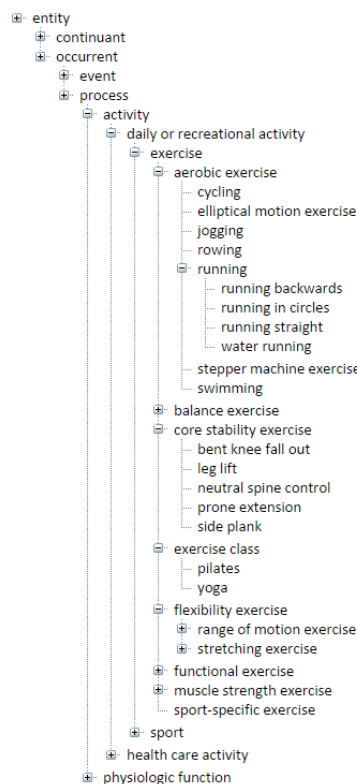 entity
continuant
occurrent
event
process
activity
daily or recreational activity
exercise
aerobic exercise
cycling
elliptical motion exercise
jogging
rowing
running
running backwards
running in circles
running straight
water running
stepper machine exercise
swimming
balance exercise
core stability exercise
bent knee fall out
leg lift
neutral spine control
prone extension
side plank
exercise class
pilates
yoga
flexibility exercise
range of motion exercise
stretching exercise
functional exercise
muscle strength exercise
sport-specific exercise
sport
health care activity
physiologic function